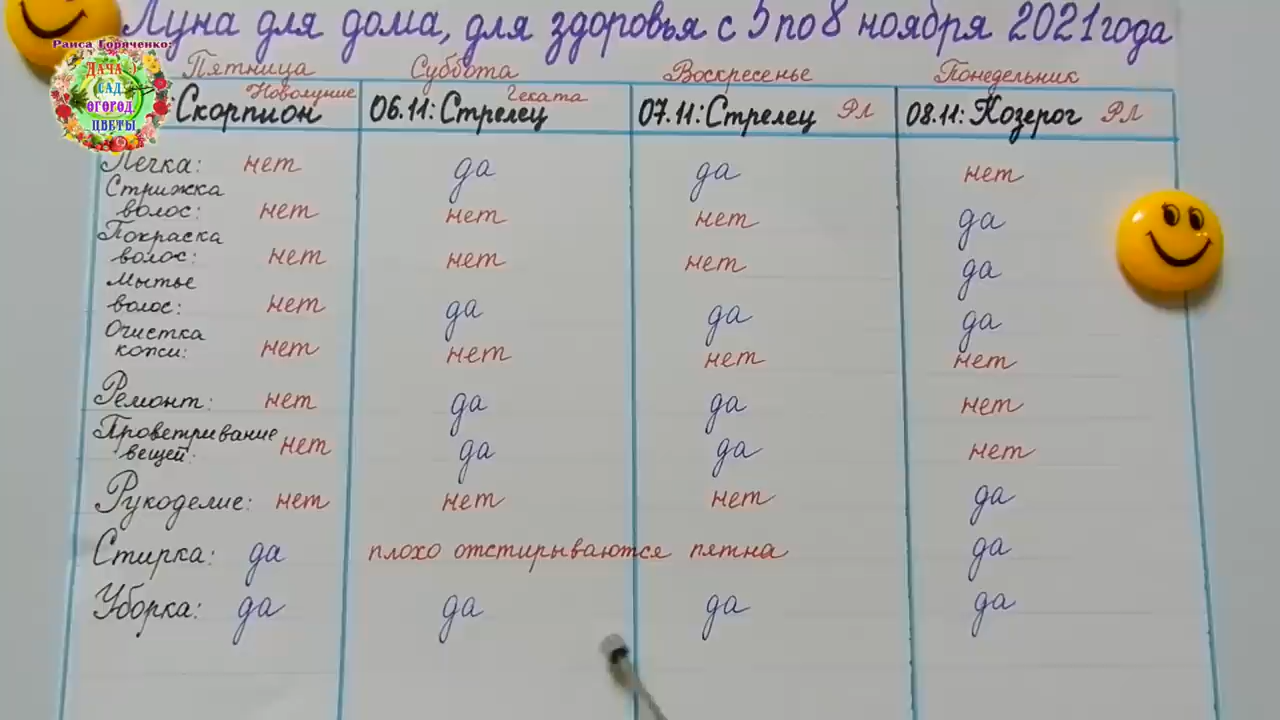 Луна для дома, для здоровья с 5 по 8 ноября 2021 года
Раиса Горяченко:
ДАЧА
САД
ОГОРОД
ЦВЕТЫ
Пятница Суббота Воскресенье Понедельник
Новолуние Геката
: Скорпион 06.11: Стрелец 07.11: Стрелец РЛ 08.11: Козерог РЛ
Печка: нет да да нет
Стрижка
волос: нет нет нет да
Покраска
волос: нет нет нет да
Мытье
волос: нет да да да
Очистка
кожи: нет нет нет нет
Ремонт: нет да да нет
Проветривание
вещей: нет да да нет
Рукоделие: нет нет нет да
Стирка: да плохо отстирываются пятна да
Уборка: да да да да